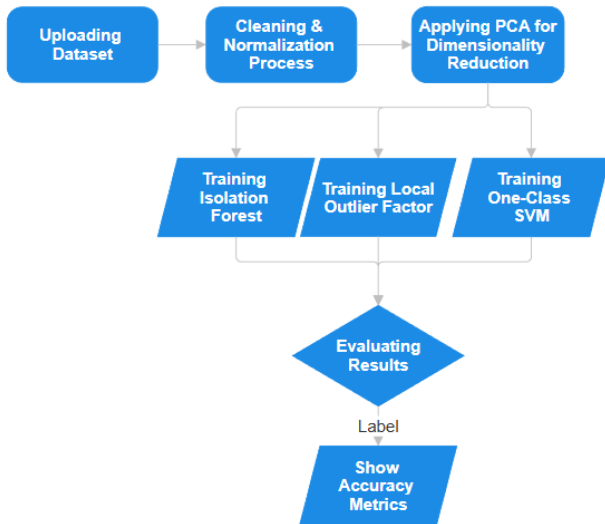 Uploading
Dataset
Cleaning &
Normalization
Process
Applying PCA for
Dimensionality
Reduction
Training
Isolation
Forest
Training Local
Outlier Factor
Training
One-Class
SVM
Evaluating
Results
Label
Show
Accuracy
Metrics